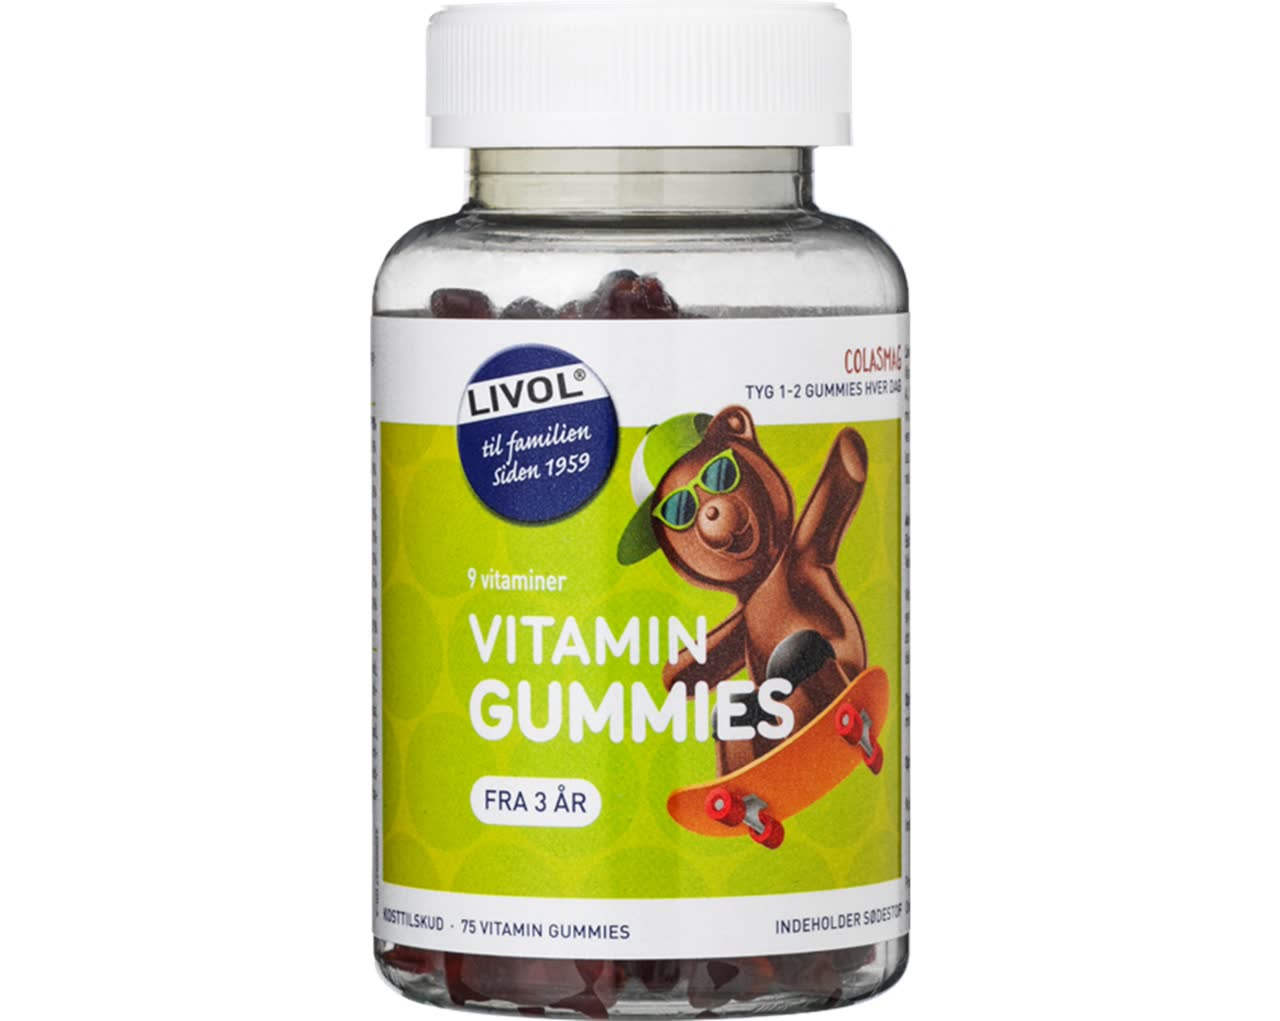 COLASMAG
TYG 1-2 GUMMIES HVER DAG
LIVOL®
til familien
siden 1959
9 vitaminer
VITAMIN
GUMMIES
FRA 3 ÅR
KOSTTILSKUD · 75 VITAMIN GUMMIES
INDEHOLDER SØDESTOF